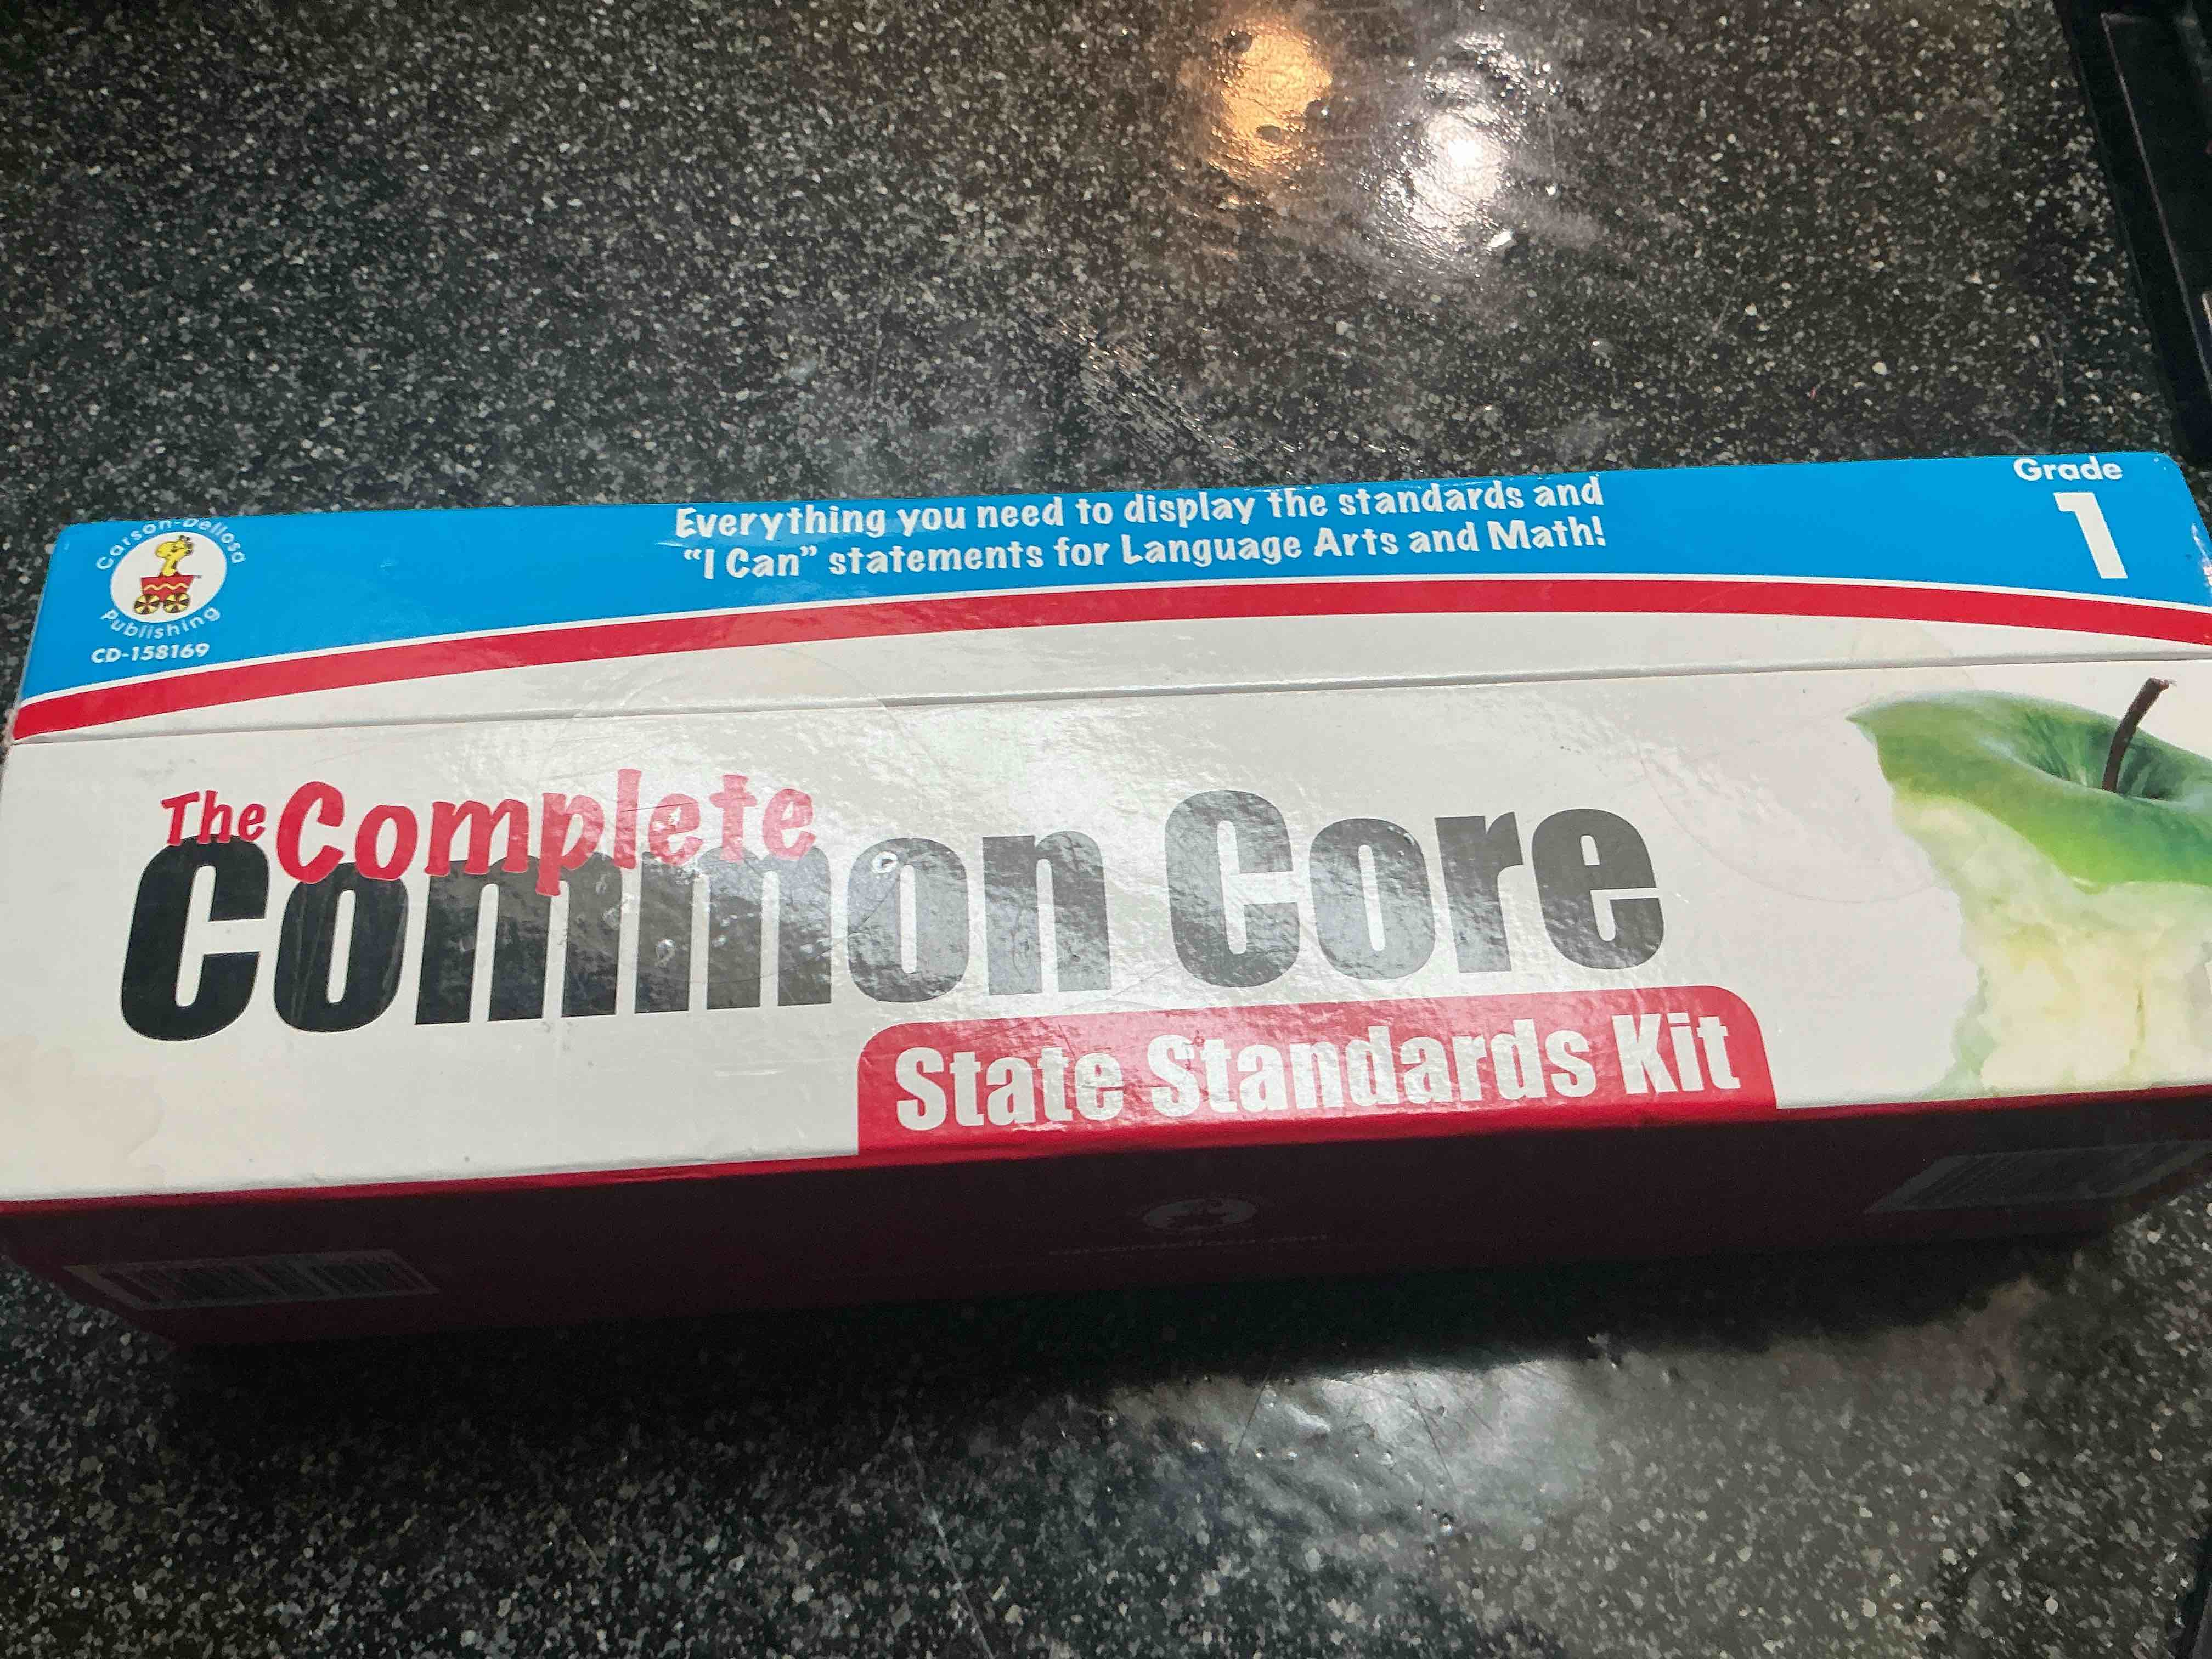 Everything you need to display the standards and
"I Can" statements for Language Arts and Math!
Grade
1
Carson-Dellosa
Publishing
CD-158169
The Complete
Common Core
State Standards Kit